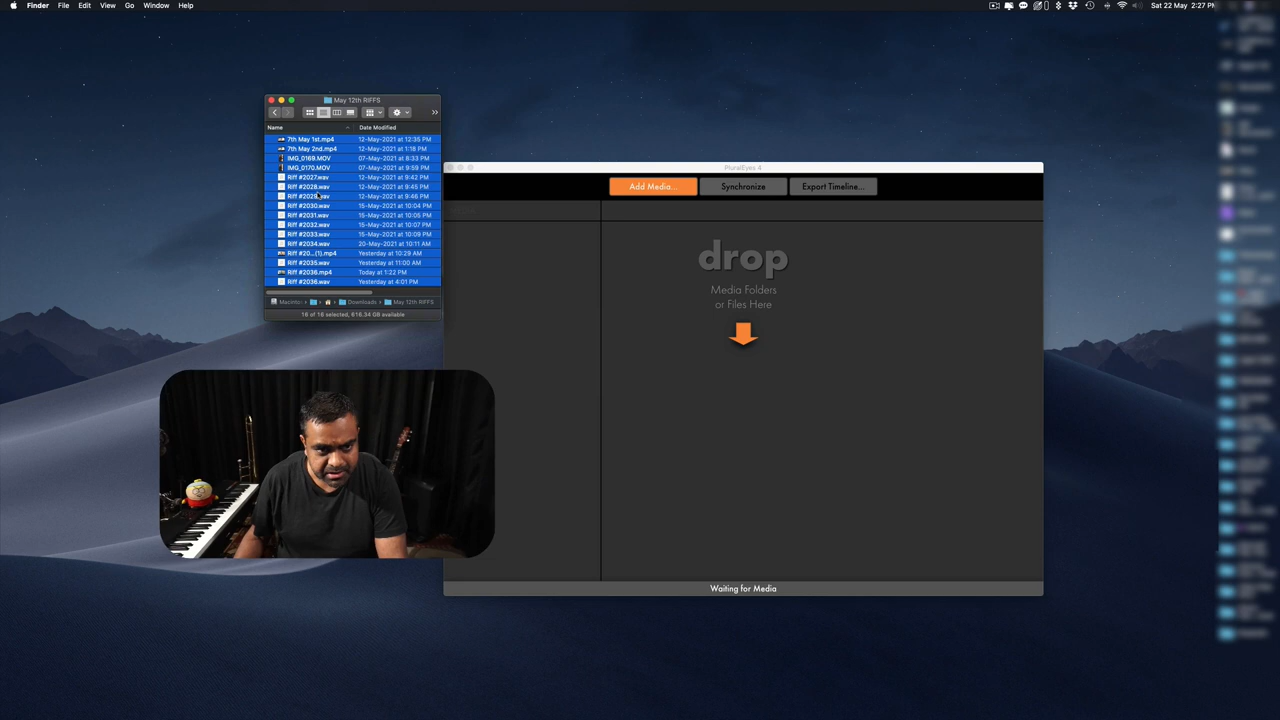 Finder File Edit View Go Window Help
Sat 22 May 2:27 PM
May 12th RIFFS
Name Date Modified
7th May 1st.mp4 12-May-2021 at 12:35 PM
7th May 2nd.mp4 12-May-2021 at 1:18 PM
IMG_0169.MOV 07-May-2021 at 8:33 PM
IMG_0170.MOV 07-May-2021 at 9:59 PM
Riff #2027.wav 12-May-2021 at 9:42 PM
Riff #2028.wav 12-May-2021 at 9:45 PM
Riff #2029.wav 12-May-2021 at 9:46 PM
Riff #2030.wav 15-May-2021 at 10:04 PM
Riff #2031.wav 15-May-2021 at 10:05 PM
Riff #2032.wav 15-May-2021 at 10:07 PM
Riff #2033.wav 15-May-2021 at 10:09 PM
Riff #2034.wav 20-May-2021 at 10:11 AM
Riff #20...(1).mp4 Yesterday at 10:29 AM
Riff #2035.wav Yesterday at 11:00 AM
Riff #2036.mp4 Today at 1:22 PM
Riff #2036.wav Yesterday at 4:01 PM
Downloads May 12th RIFFS
16 of 16 selected, 616.34 GB available
PluralEyes 4
Add Media... Synchronize Export Timeline...
drop
Media Folders
or Files Here
Waiting for Media